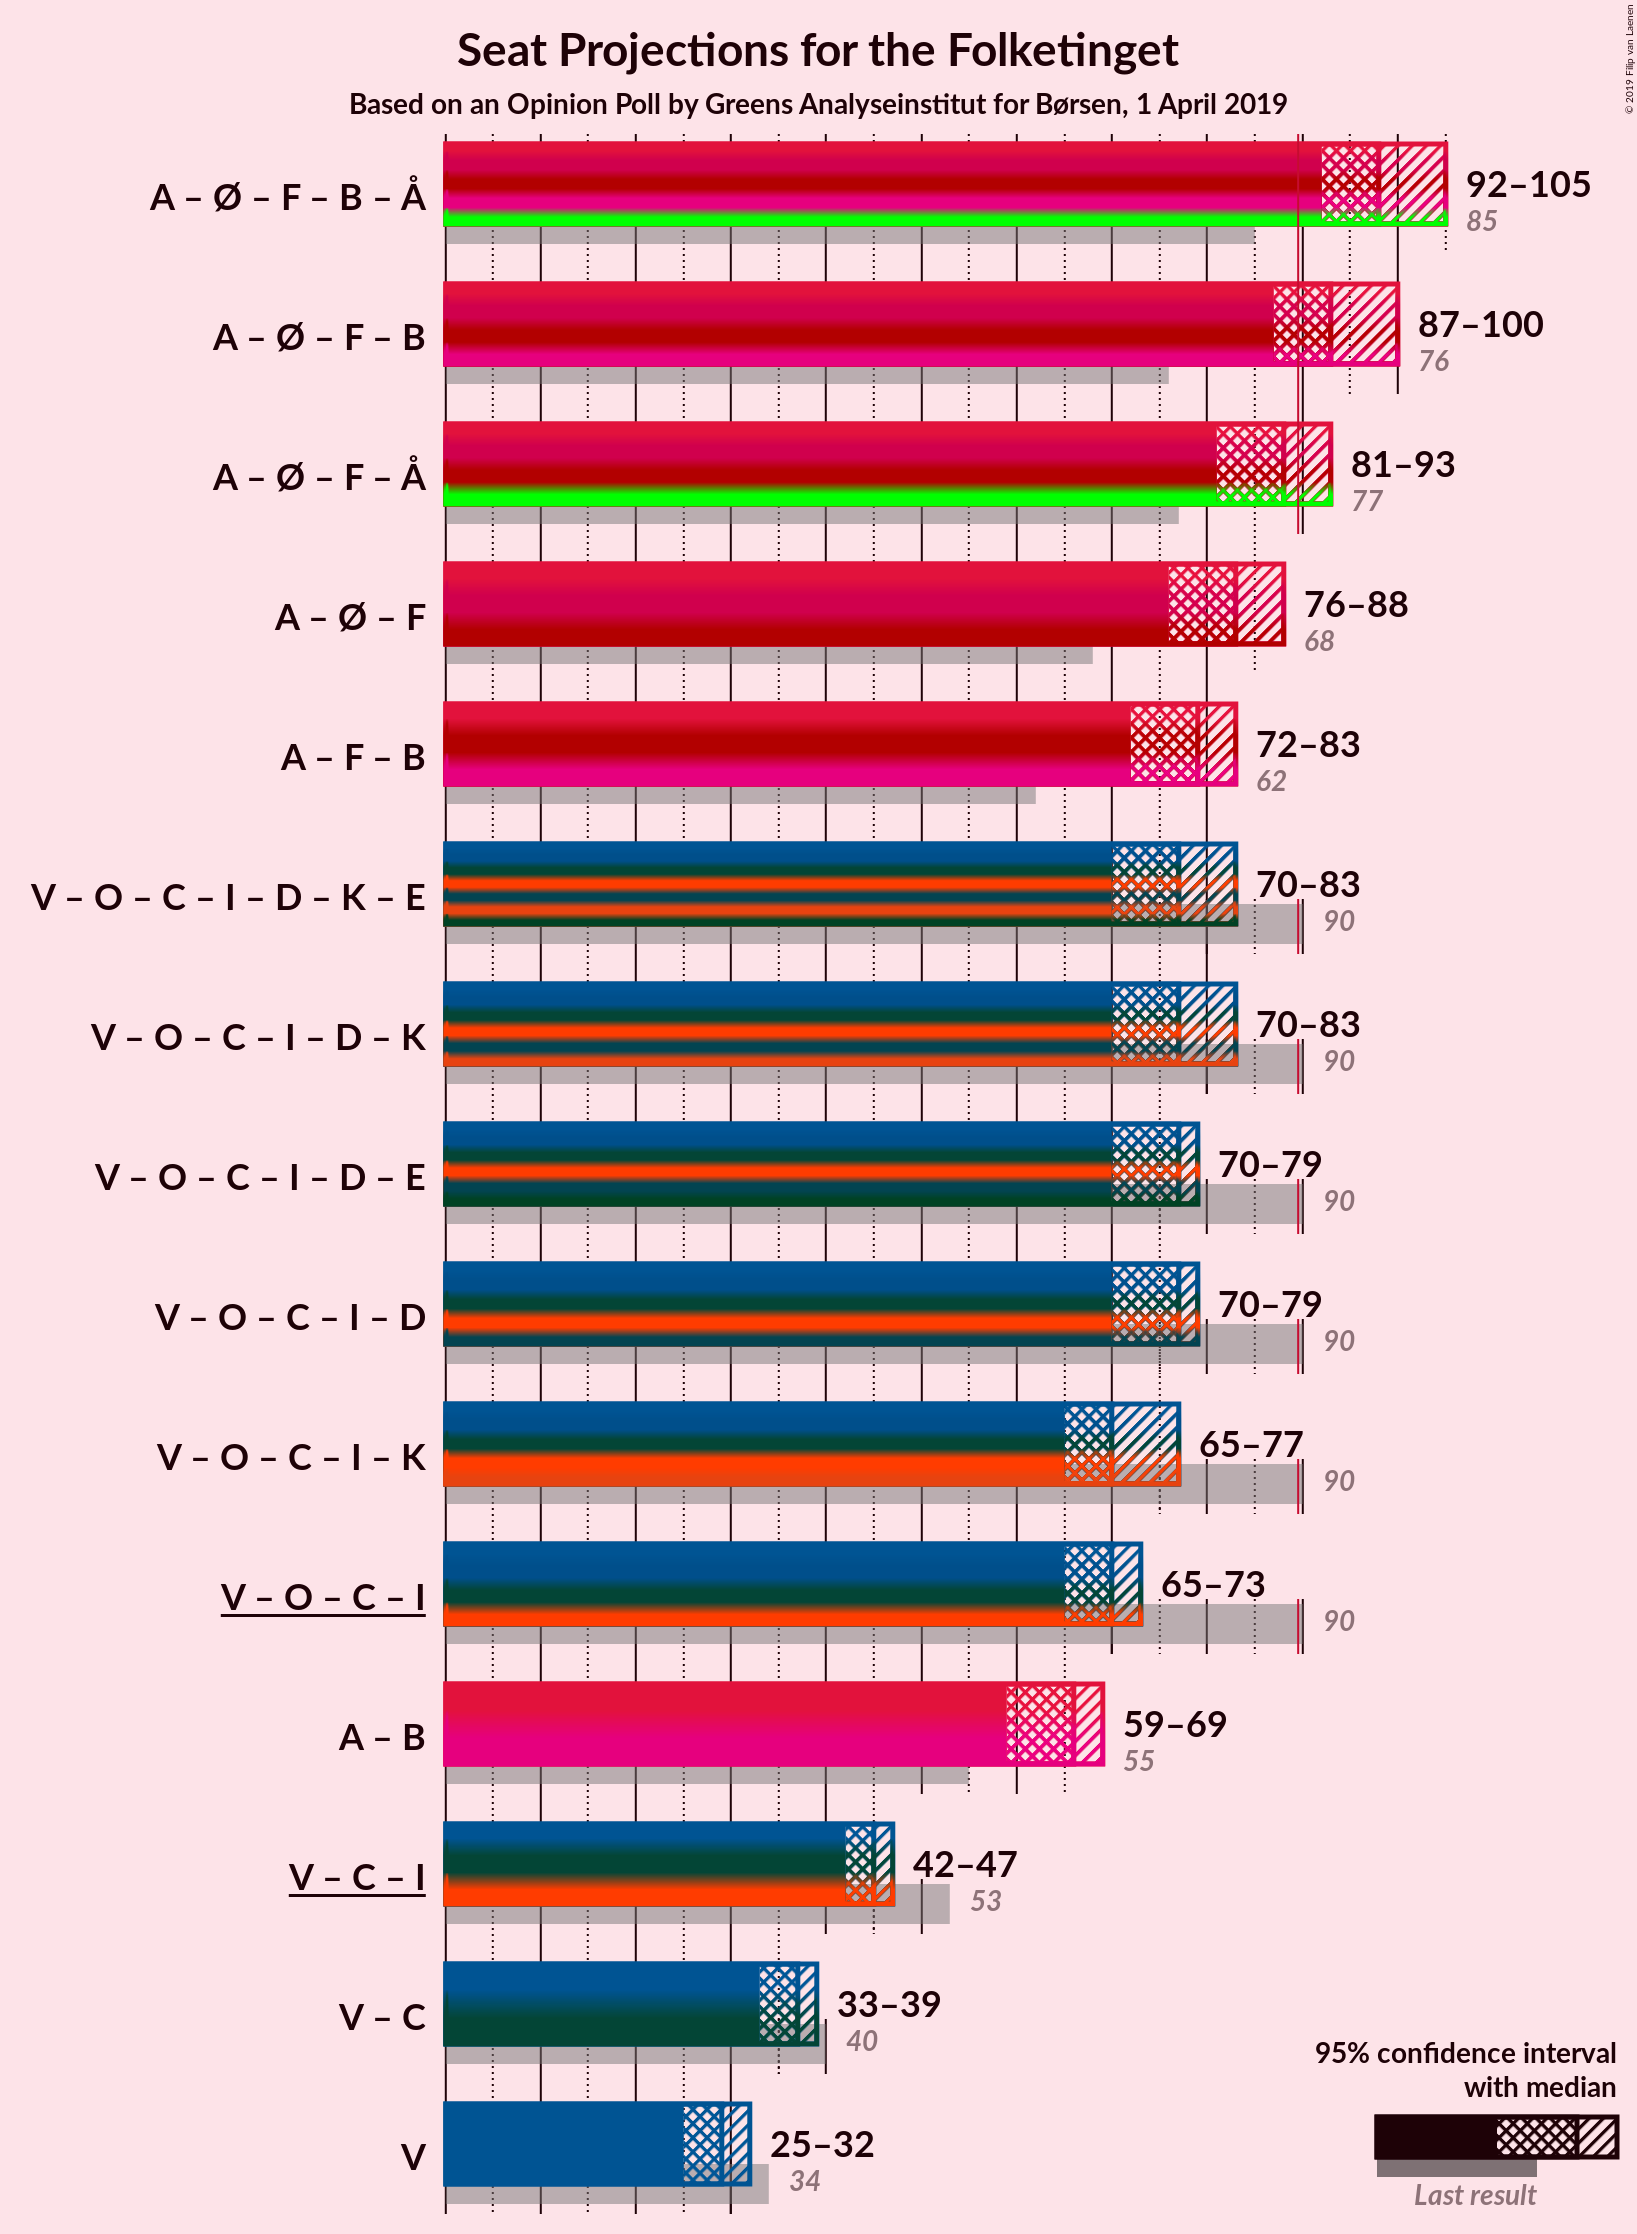 © 2019 Filip van Laenen
Seat Projections for the Folketinget
Based on an Opinion Poll by Greens Analyseinstitut for Børsen, 1 April 2019
A – Ø – F – B – Å
92–105
85
A – Ø – F – B
87–100
76
A – Ø – F – Å
81–93
77
A – Ø – F
76–88
68
A – F – B
72–83
62
V – O – C – I – D – K – E
70–83
90
V – O – C – I – D – K
70–83
90
V – O – C – I – D – E
70–79
90
V – O – C – I – D
70–79
90
V – O – C – I – K
65–77
90
V – O – C – I
65–73
90
A – B
59–69
55
V – C – I
42–47
53
V – C
33–39
40
V
25–32
34
95% confidence interval
with median
Last result